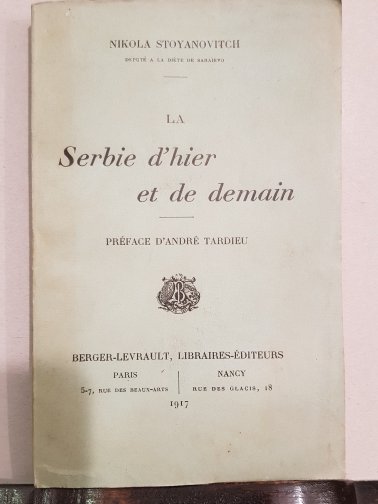 NIKOLA STOYANOVITCH
DÉPUTÉ A LA DIÈTE DE SARAJEVO
LA
Serbie d'hier
et de demain
PRÉFACE D'ANDRÉ TARDIEU
BERGER-LEVRAULT, LIBRAIRES-ÉDITEURS
PARIS
5-7, RUE DES BEAUX-ARTS
NANCY
RUE DES GLACIS, 18
1917